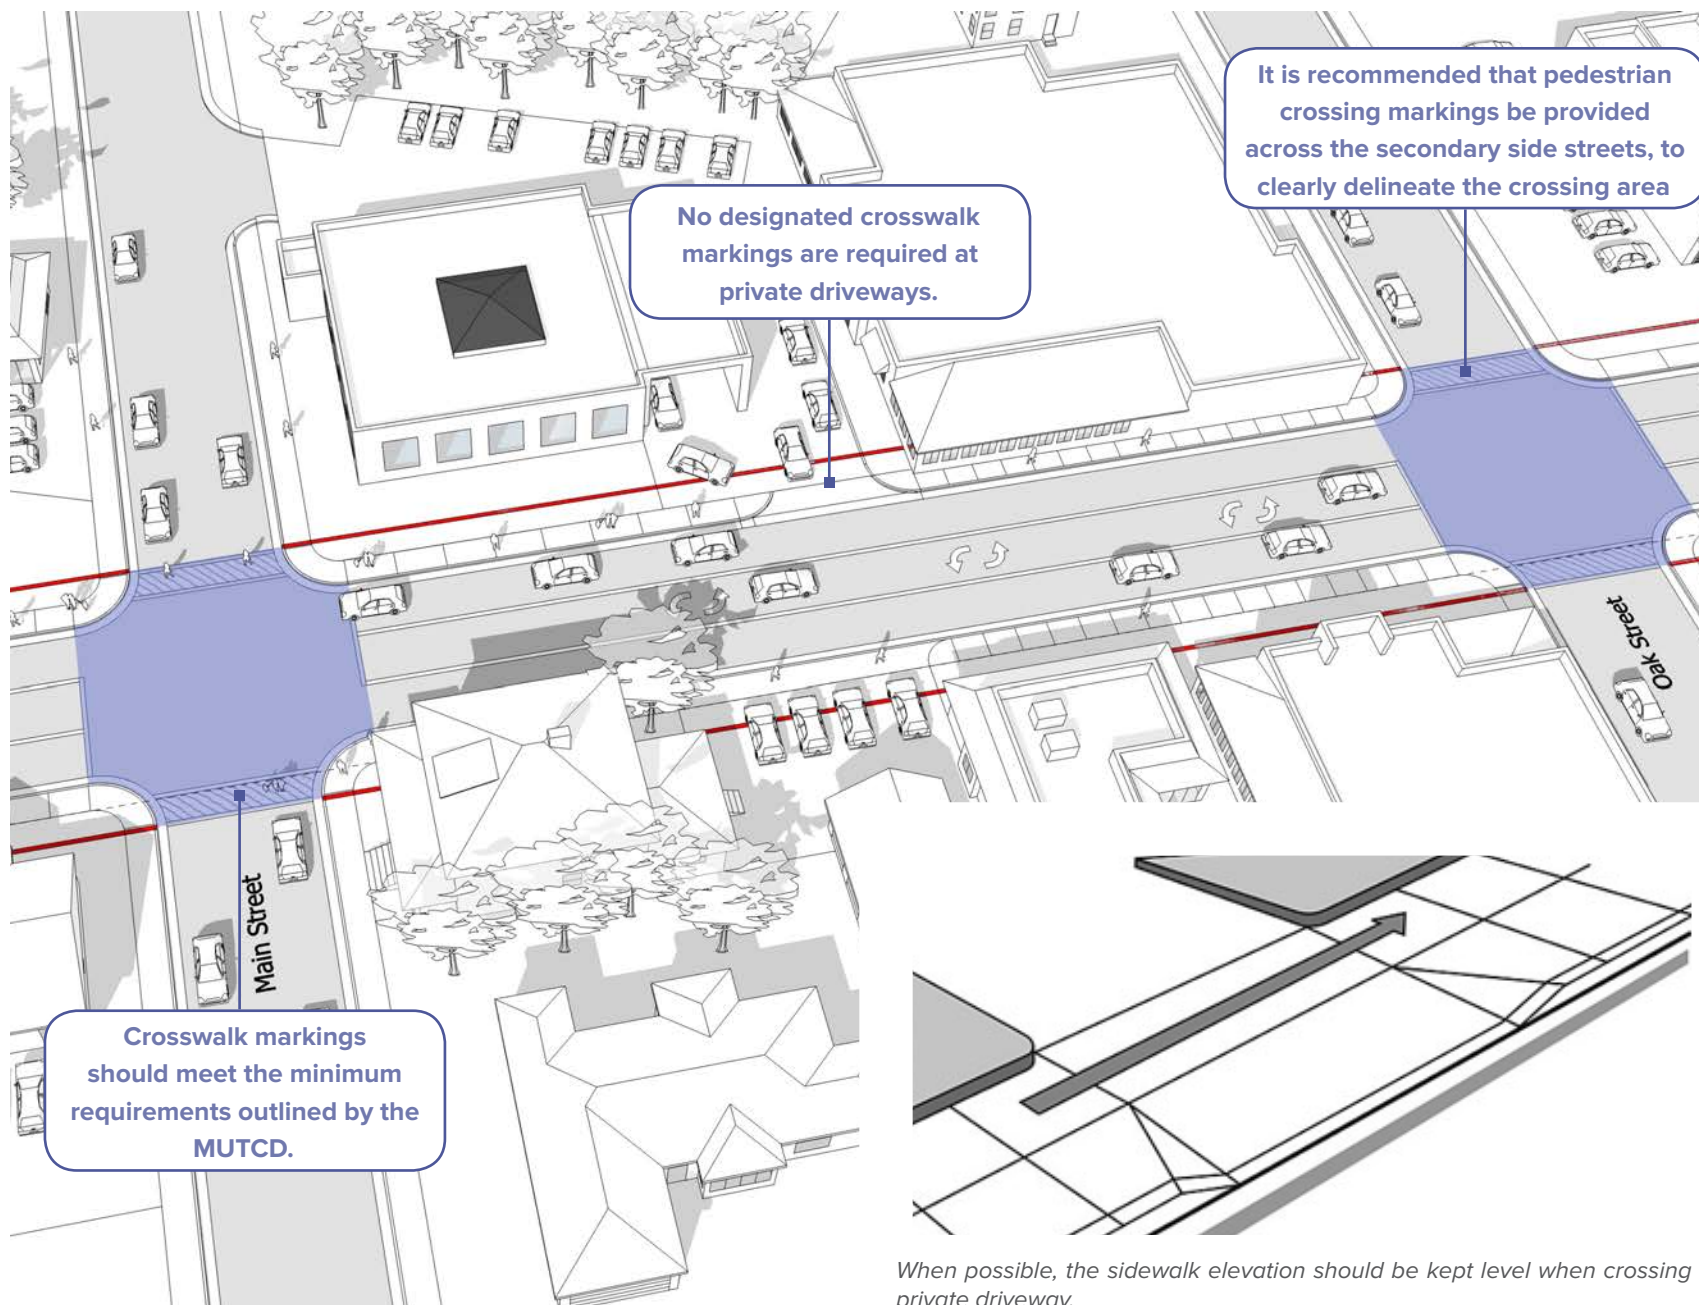 It is recommended that pedestrian
crossing markings be provided
across the secondary side streets, to
clearly delineate the crossing area
No designated crosswalk
markings are required at
private driveways.
Oak Street
Main Street
Crosswalk markings
should meet the minimum
requirements outlined by the
MUTCD.
When possible, the sidewalk elevation should be kept level when crossing
private driveway.